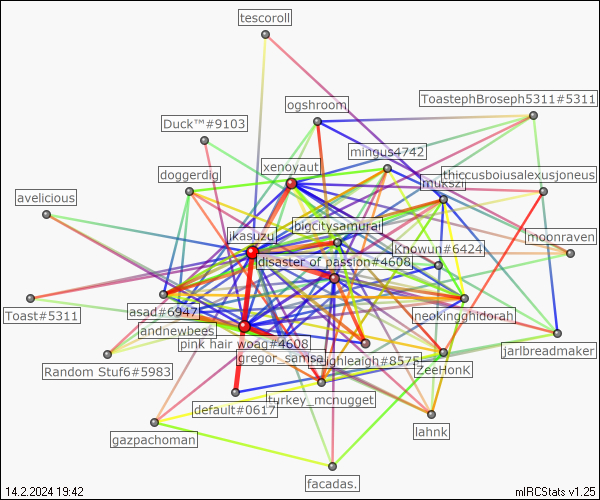 tescoroll
ToastephBroseph5311#5311
ogshroom
Duck™#9103
mingus4742
xenoyaut
doggerdig
thiccusboiusalexusjoneus
mukszi
avelicious
bigcitysamurai
ikasuzu
moonraven
Knowun#6424
disaster of passion#4608
Toast#5311
asad#6947
neokingghidorah
andnewbees
pink hair woag#4608
jarlbreadmaker
gregor_samsa
#8575
Random Stuf6#5983
ZeeHonK
turkey_mcnugget
default#0617
lahnk
gazpachoman
facadas.
14.2.2024 19:42
mIRCStats v1.25